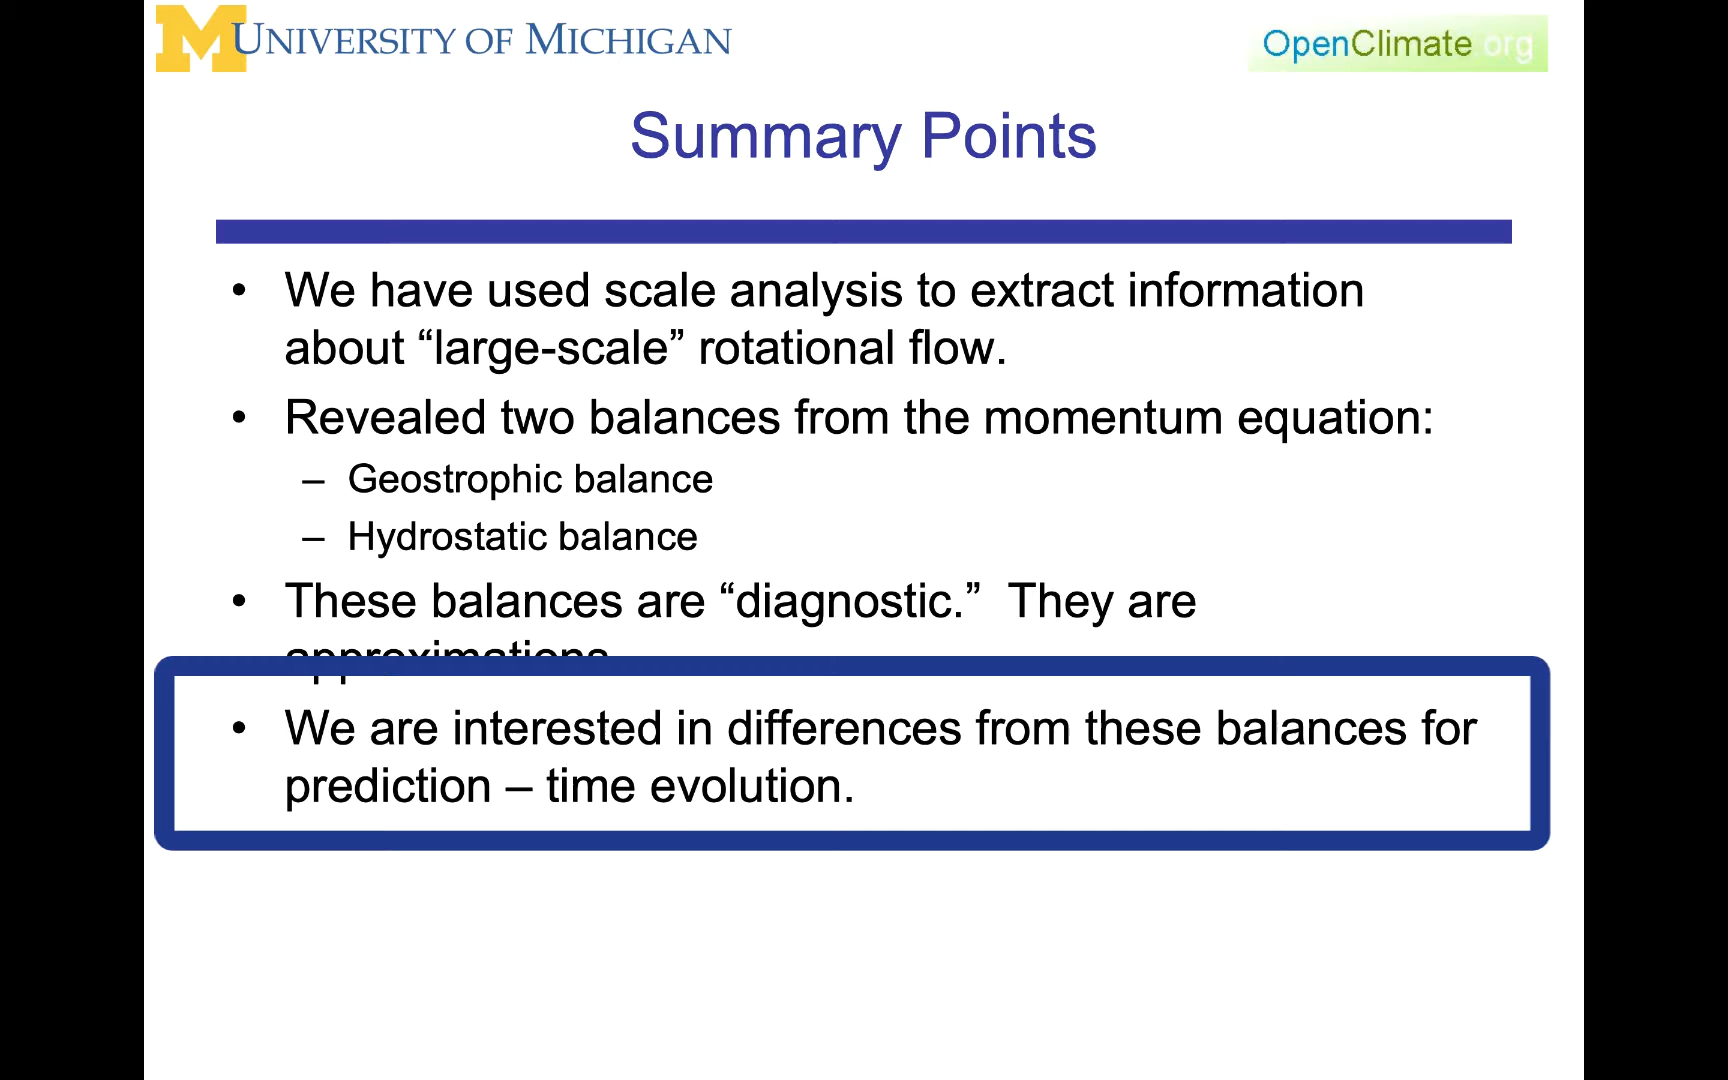 M UNIVERSITY OF MICHIGAN
OpenClimate.org
Summary Points
• We have used scale analysis to extract information
about “large-scale” rotational flow.
• Revealed two balances from the momentum equation:
– Geostrophic balance
– Hydrostatic balance
• These balances are “diagnostic.” They are
approximations
• We are interested in differences from these balances for
prediction – time evolution.